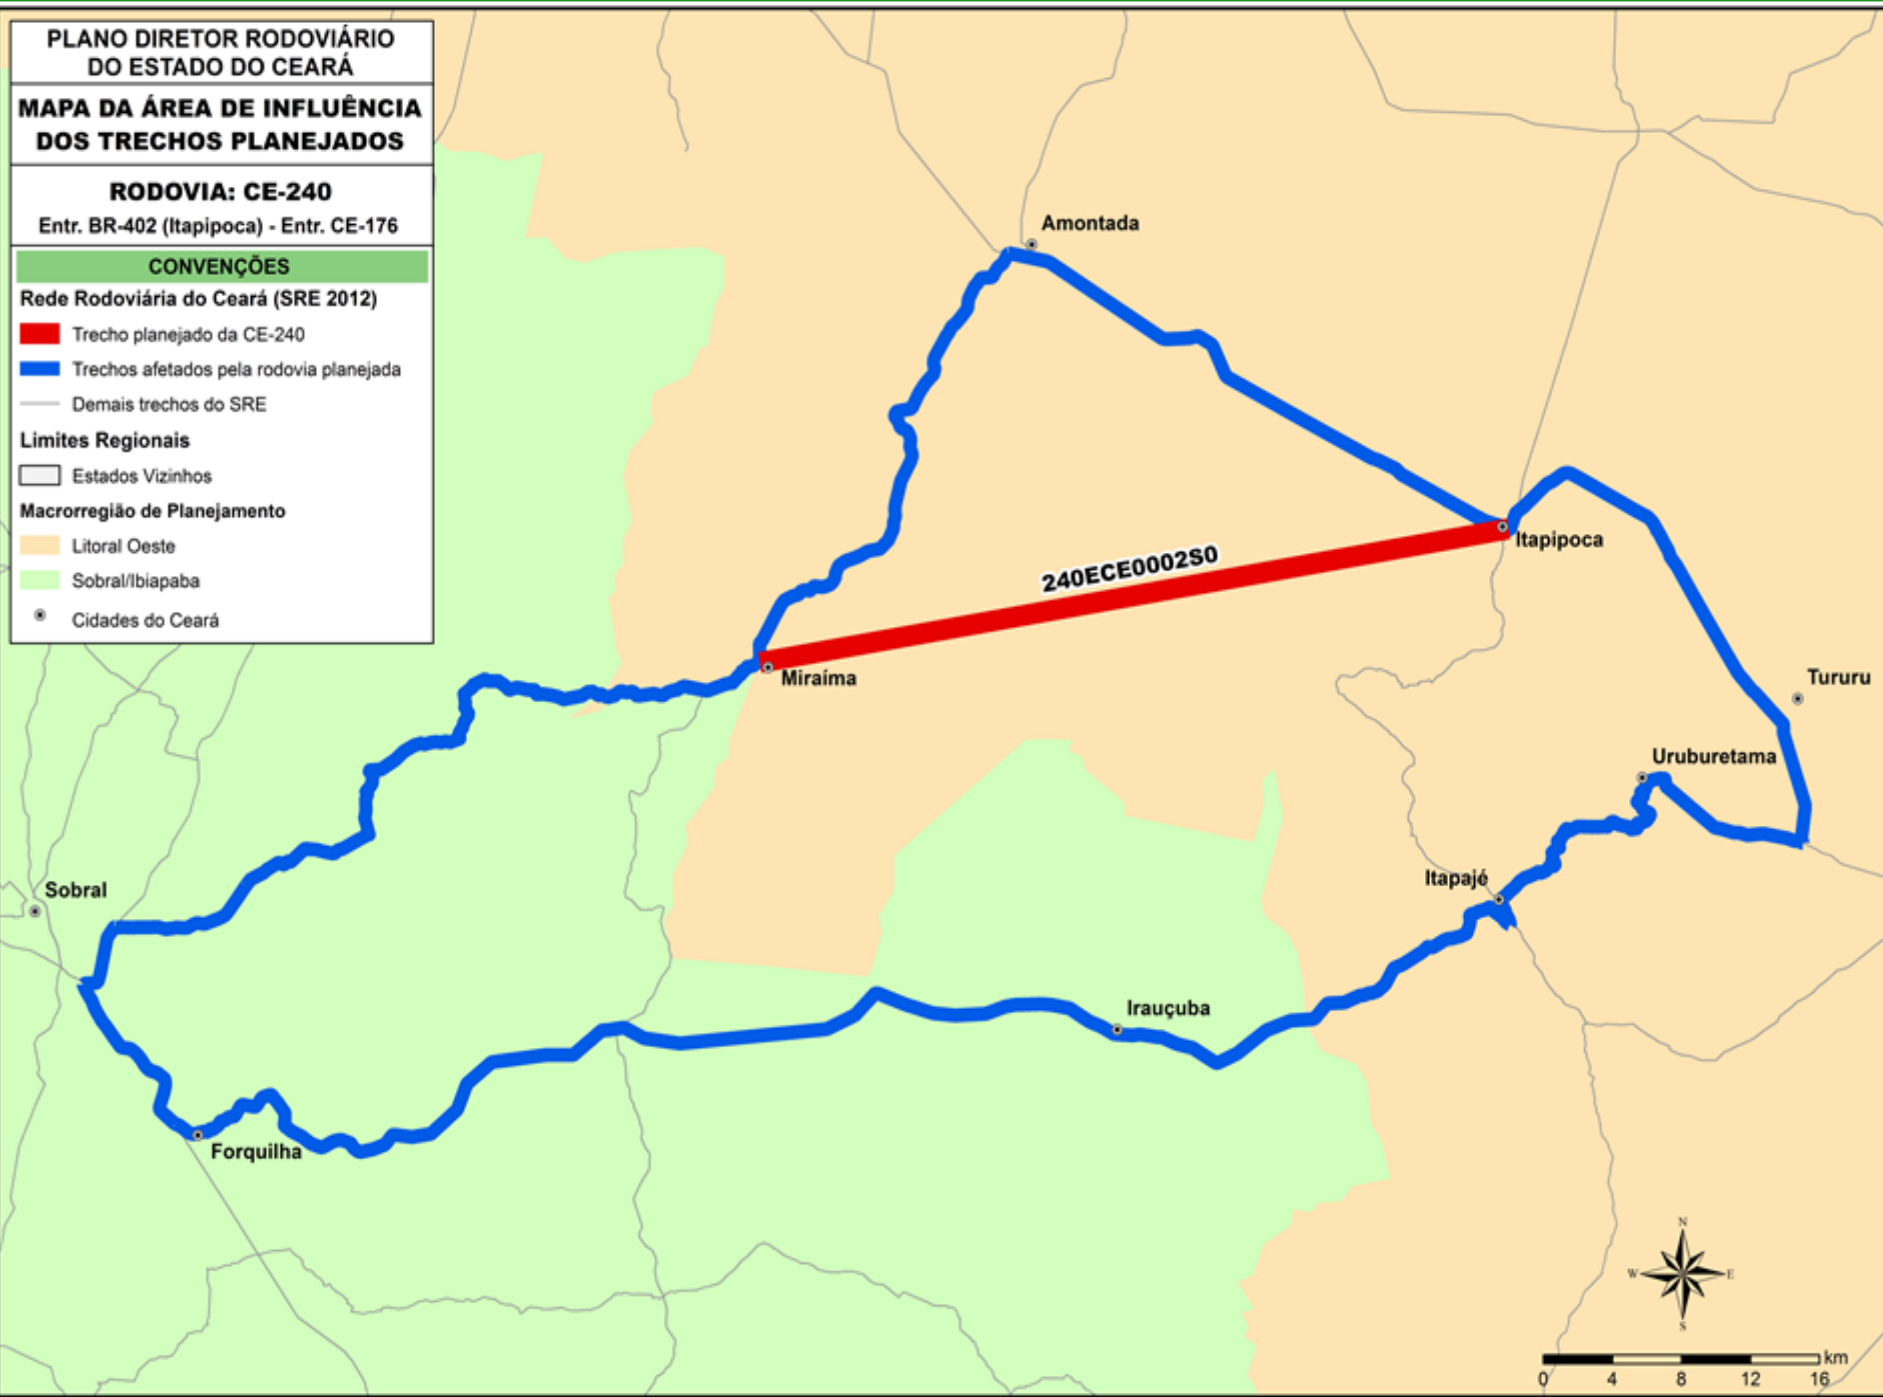 PLANO DIRETOR RODOVIÁRIO
DO ESTADO DO CEARÁ
MAPA DA ÁREA DE INFLUÊNCIA
DOS TRECHOS PLANEJADOS
RODOVIA: CE-240
Entr. BR-402 (Itapipoca) - Entr. CE-176
CONVENÇÕES
Rede Rodoviária do Ceará (SRE 2012)
Trecho planejado da CE-240
Trechos afetados pela rodovia planejada
Demais trechos do SRE
Limites Regionais
Estados Vizinhos
Macrorregião de Planejamento
Litoral Oeste
Sobral/Ibiapaba
Cidades do Ceará
Amontada
Itapipoca
240ECE0002S0
Miraíma
Tururu
Uruburetama
Itapajé
Sobral
Irauçuba
Forquilha
N
W E
S
km
0 4 8 12 16